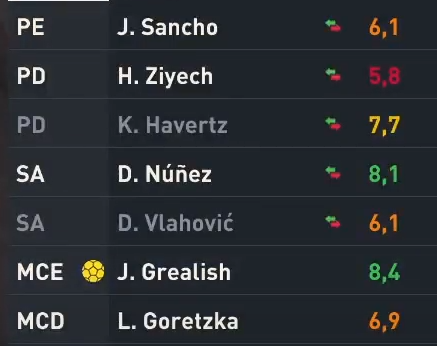 PE J. Sancho 6,1
PD H. Ziyech 5,8
PD K. Havertz 7,7
SA D. Núñez 8,1
SA D. Vlahović 6,1
MCE J. Grealish 8,4
MCD L. Goretzka 6,9